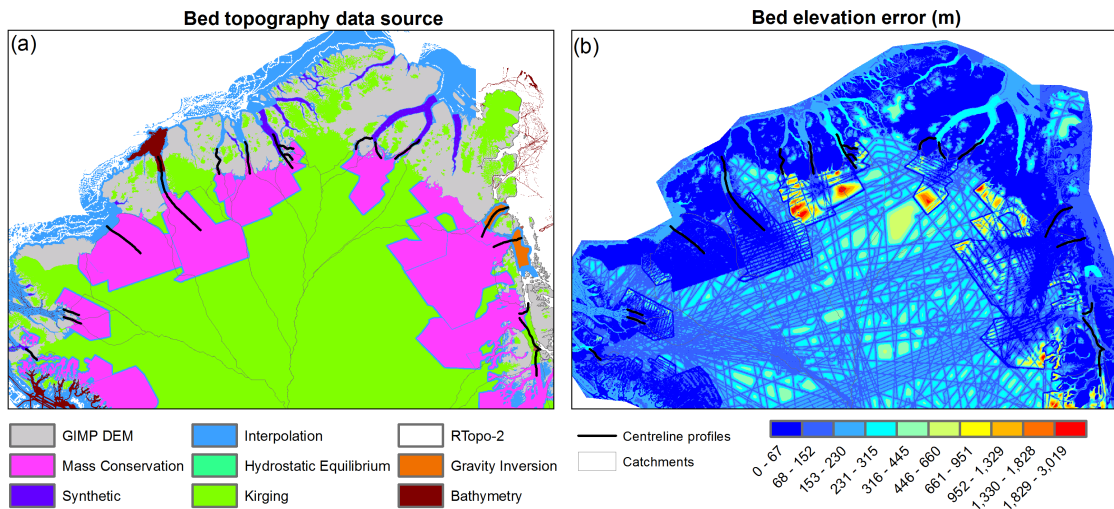 Bed topography data source
Bed elevation error (m)
(a)
(b)
GIMP DEM
Interpolation
RTopo-2
Mass Conservation
Hydrostatic Equilibrium
Gravity Inversion
Synthetic
Kirging
Bathymetry
Centreline profiles
Catchments
0 - 67
68 - 152
153 - 230
231 - 315
316 - 445
446 - 660
661 - 951
952 - 1,329
1,330 - 1,828
1,829 - 3,019